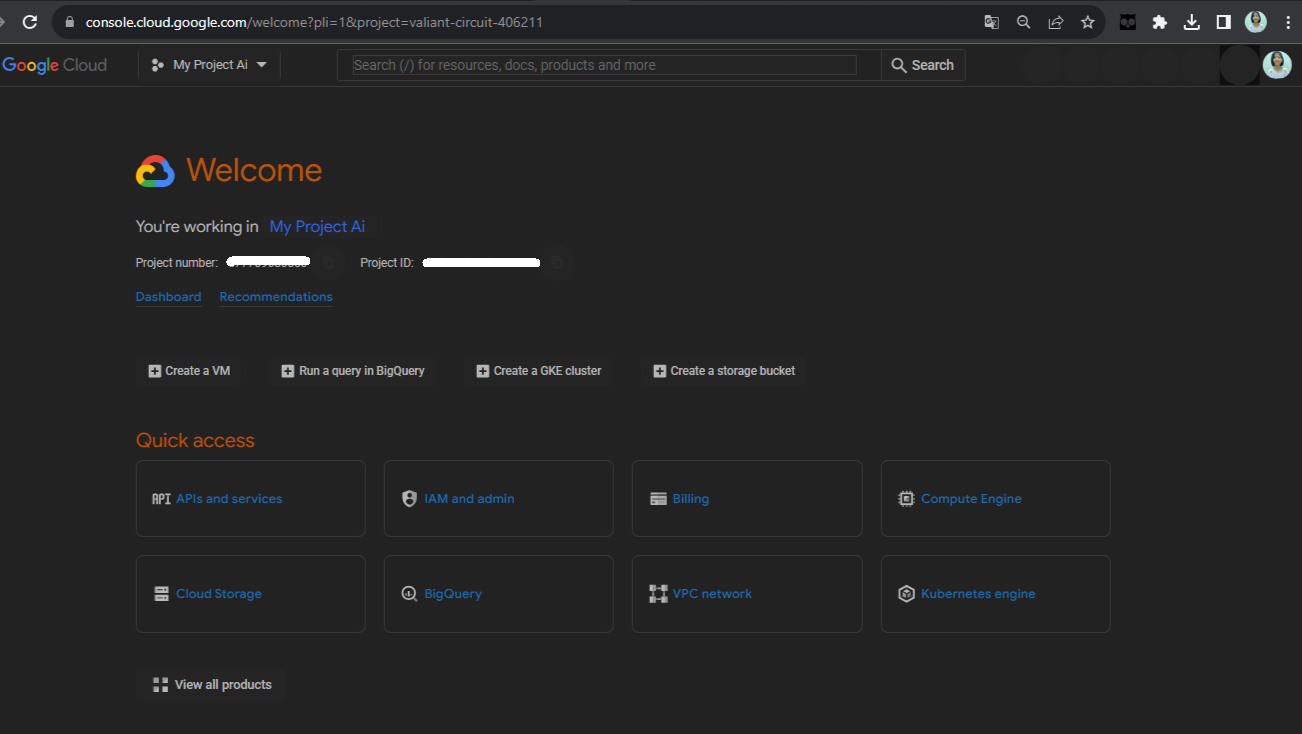 console.cloud.google.com/welcome?pli=1&project=valiant-circuit-406211
Google Cloud My Project Ai Search (/) for resources, docs, products and more Search
Welcome
You're working in My Project Ai
Project number: Project ID:
Dashboard Recommendations
Create a VM Run a query in BigQuery Create a GKE cluster Create a storage bucket
Quick access
API APIs and services IAM and admin Billing Compute Engine
Cloud Storage BigQuery VPC network Kubernetes engine
View all products